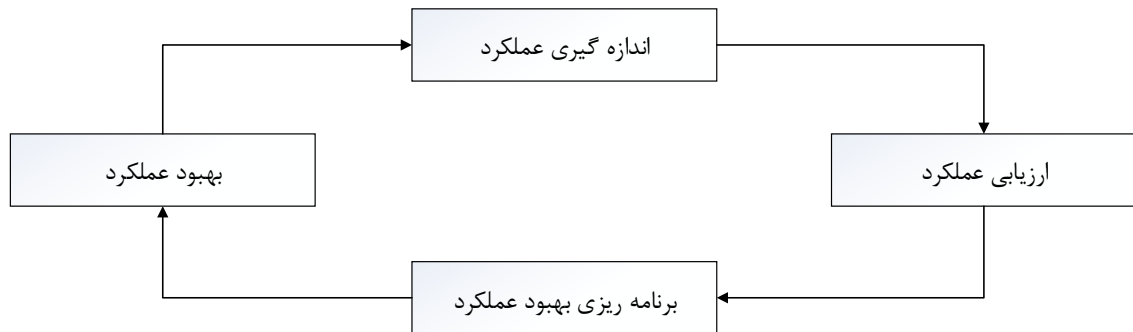 اندازه گیری عملکرد
ارزیابی عملکرد
برنامه ریزی بهبود عملکرد
بهبود عملکرد